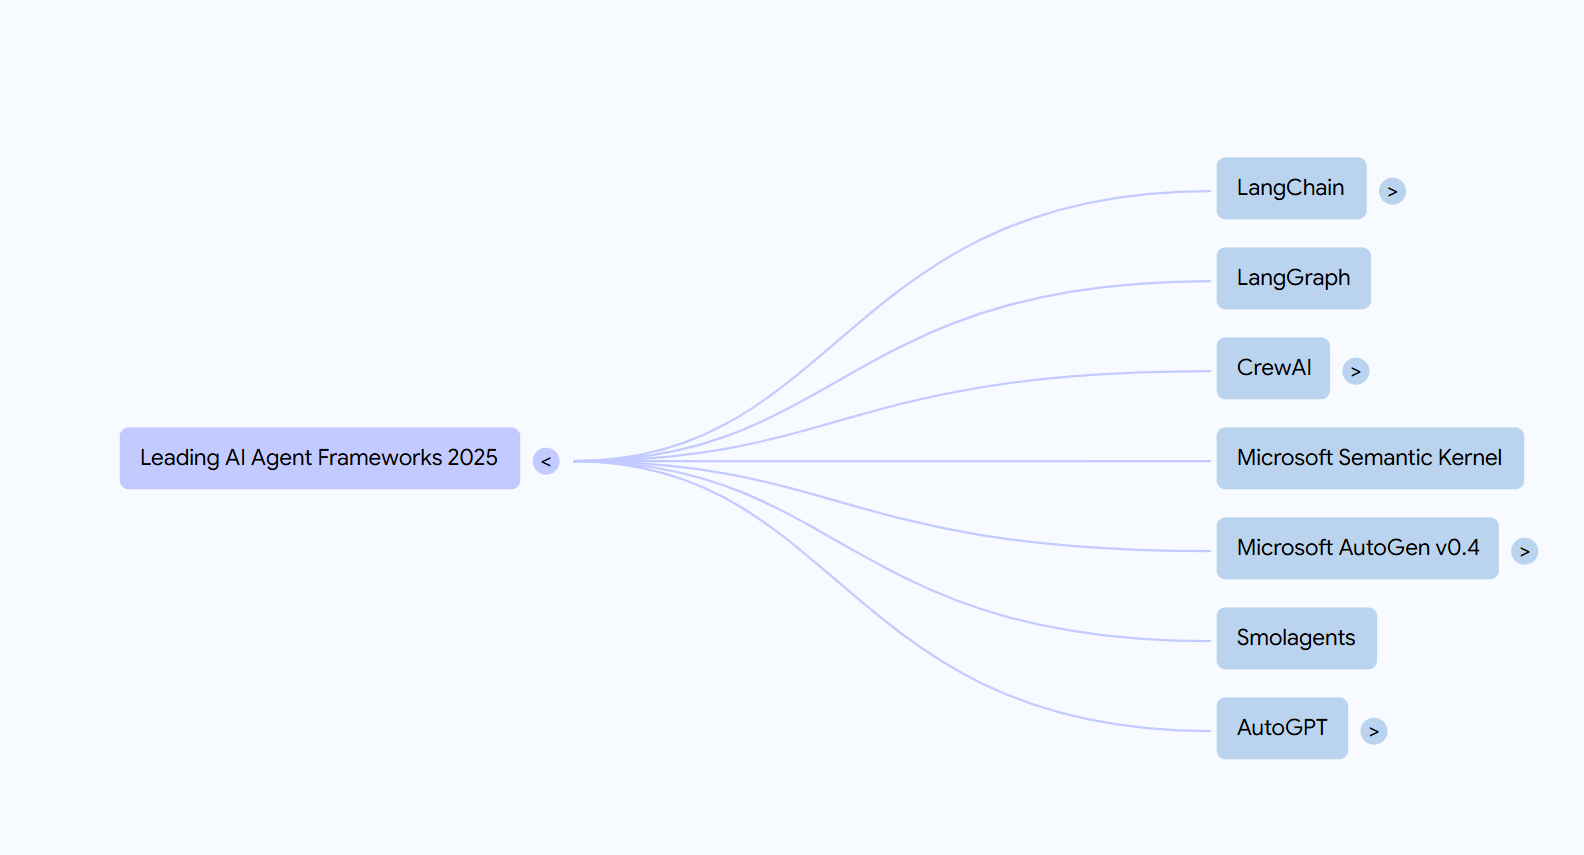 Leading AI Agent Frameworks 2025
<
LangChain
>
LangGraph
CrewAI
>
Microsoft Semantic Kernel
Microsoft AutoGen v0.4
>
Smolagents
AutoGPT
>